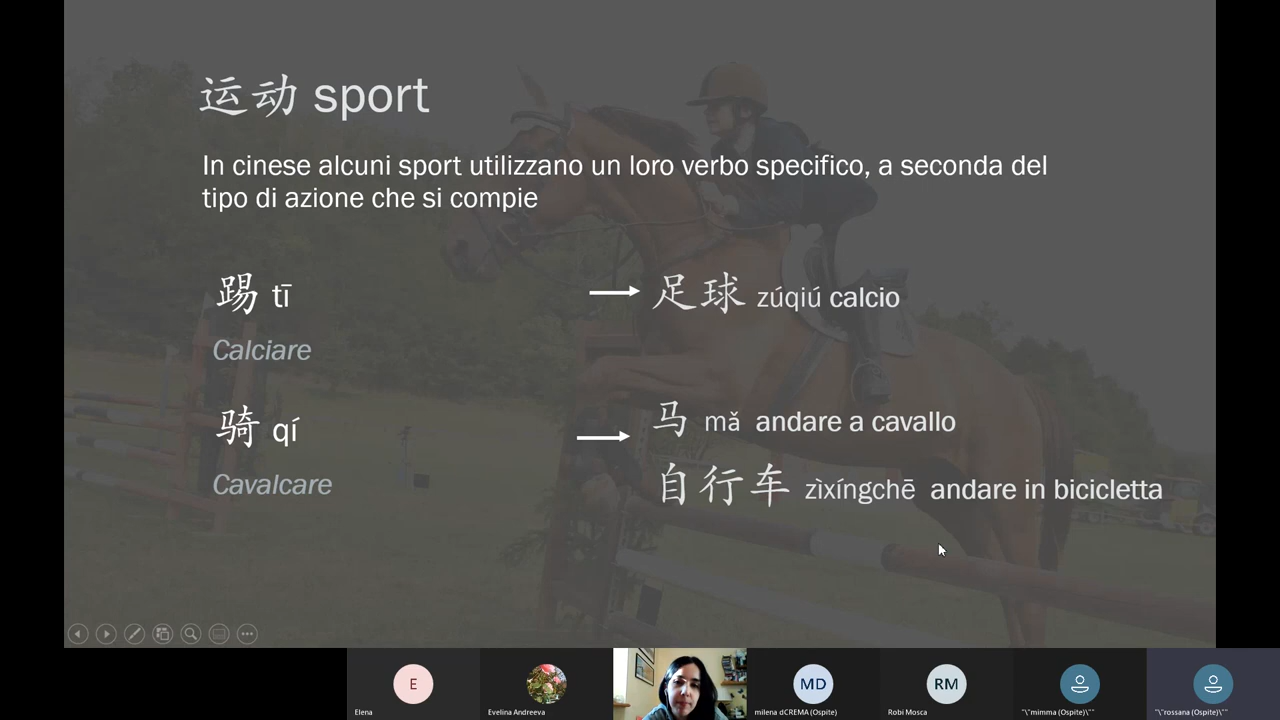 运动 sport
In cinese alcuni sport utilizzano un loro verbo specifico, a seconda del
tipo di azione che si compie
踢 tī
足球 zúqiú calcio
Calciare
骑 qí
马 mǎ andare a cavallo
Cavalcare
自行车 zìxíngchē andare in bicicletta
E
MD
RM
Elena
Evelina Andreeva
milena dCREMA (Ospite)
Robi Mosca
"\"mimma (Ospite)\""
"\"rossana (Ospite)\""